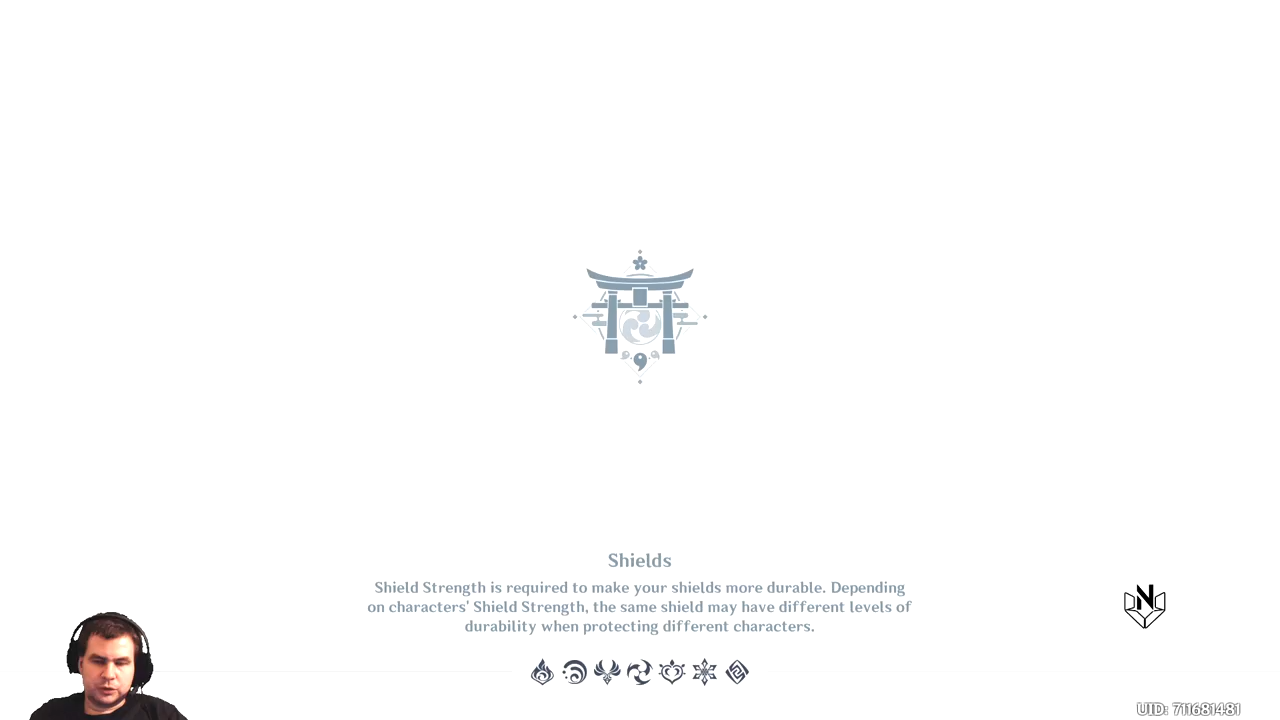 Shields
Shield Strength is required to make your shields more durable. Depending
on characters' Shield Strength, the same shield may have different levels of
durability when protecting different characters.
N
UID: 711681481